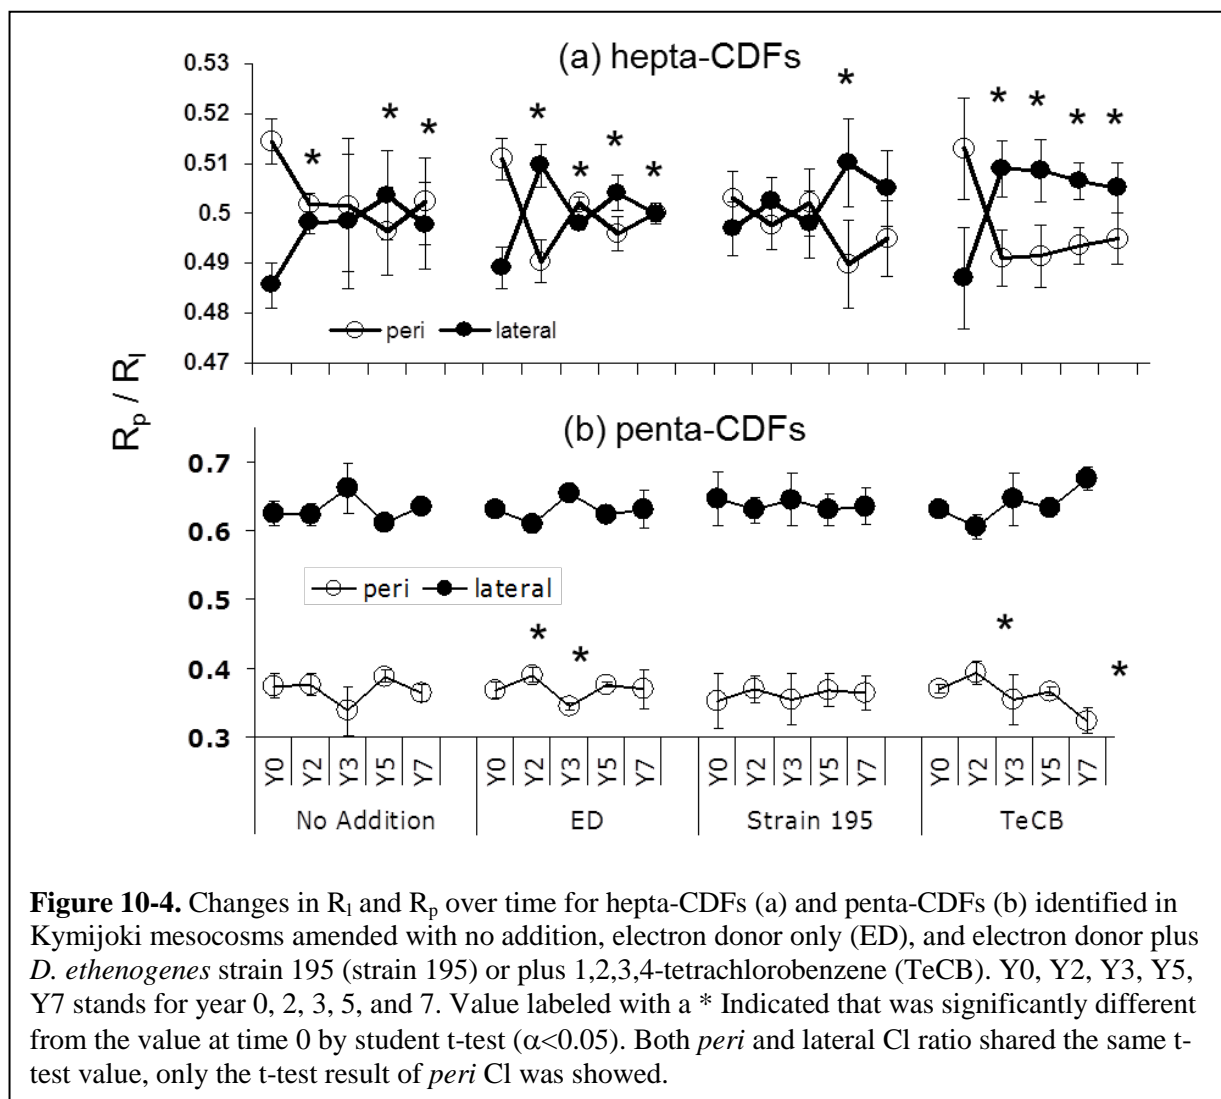 (a) hepta-CDFs
0.53
0.52
0.51
0.5
0.49
0.48
0.47
* * * * * * * * * * * *
peri lateral
R_p / R_l
(b) penta-CDFs
0.7
0.6
0.5
0.4
0.3
peri lateral
* * * *
Y0 Y2 Y3 Y5 Y7 Y0 Y2 Y3 Y5 Y7 Y0 Y2 Y3 Y5 Y7 Y0 Y2 Y3 Y5 Y7
No Addition ED Strain 195 TeCB
Figure 10-4. Changes in R_l and R_p over time for hepta-CDFs (a) and penta-CDFs (b) identified in
Kymijoki mesocosms amended with no addition, electron donor only (ED), and electron donor plus
D. ethenogenes strain 195 (strain 195) or plus 1,2,3,4-tetrachlorobenzene (TeCB). Y0, Y2, Y3, Y5,
Y7 stands for year 0, 2, 3, 5, and 7. Value labeled with a * Indicated that was significantly different
from the value at time 0 by student t-test (α<0.05). Both peri and lateral Cl ratio shared the same t-
test value, only the t-test result of peri Cl was showed.